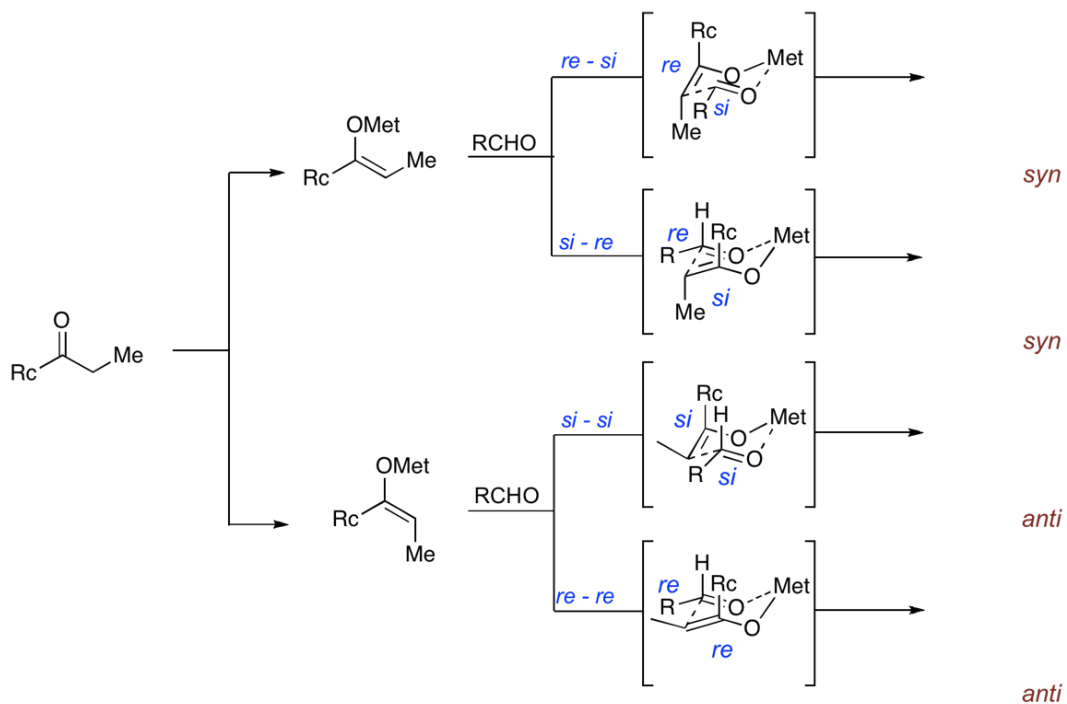 Rc
Met
re - si
re
O
O
R
si
Me
OMet
RCHO
Me
Rc
syn
H
Rc
Met
si - re
re
R
O
O
si
Me
syn
O
Me
Rc
Rc
H
Met
si - si
si
O
O
R
si
OMet
RCHO
Rc
Me
anti
H
Rc
Met
re - re
re
R
O
O
re
anti